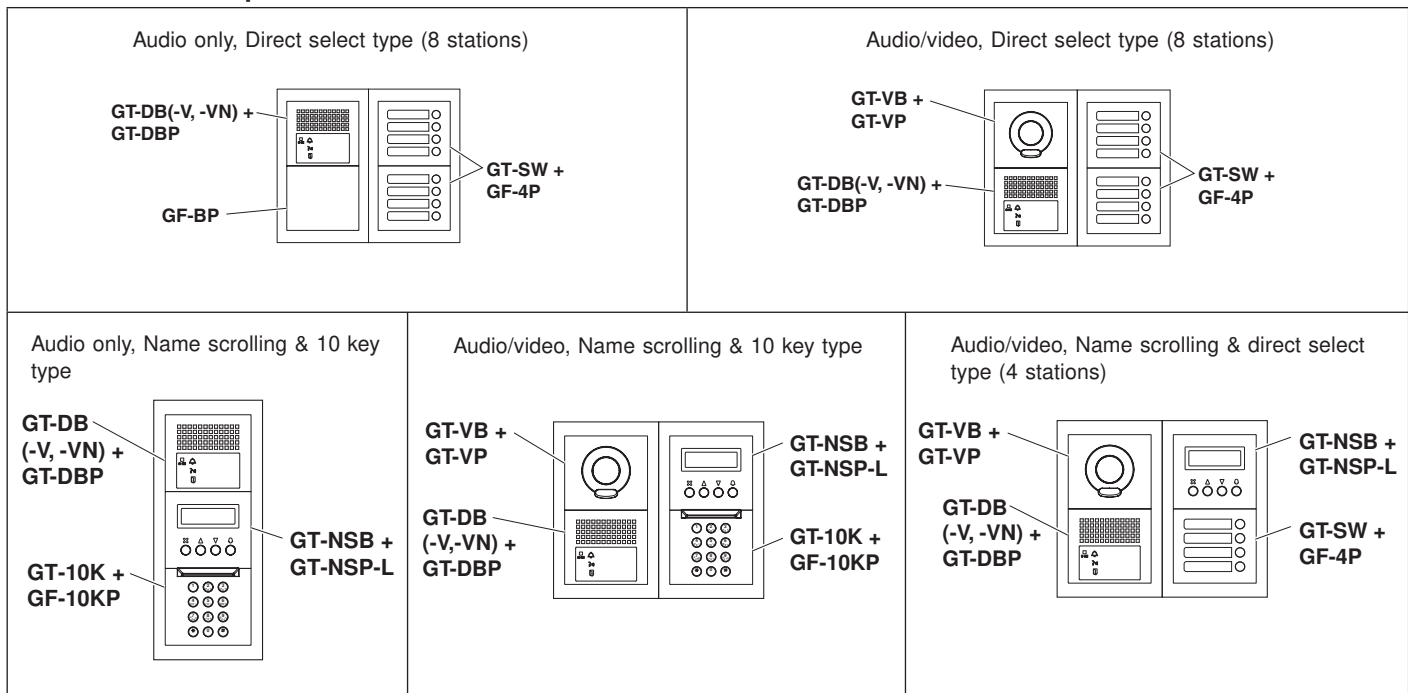 Audio only, Direct select type (8 stations)
GT-DB(-V, -VN) +
GT-DBP
GF-BP
GT-SW +
GF-4P
Audio/video, Direct select type (8 stations)
GT-VB +
GT-VP
GT-DB(-V, -VN) +
GT-DBP
GT-SW +
GF-4P
Audio only, Name scrolling & 10 key
type
GT-DB
(-V, -VN) +
GT-DBP
GT-NSB +
GT-NSP-L
GT-10K +
GF-10KP
Audio/video, Name scrolling & 10 key type
GT-VB +
GT-VP
GT-DB
(-V,-VN) +
GT-DBP
GT-NSB +
GT-NSP-L
GT-10K +
GF-10KP
Audio/video, Name scrolling & direct select
type (4 stations)
GT-VB +
GT-VP
GT-DB
(-V, -VN) +
GT-DBP
GT-NSB +
GT-NSP-L
GT-SW +
GF-4P